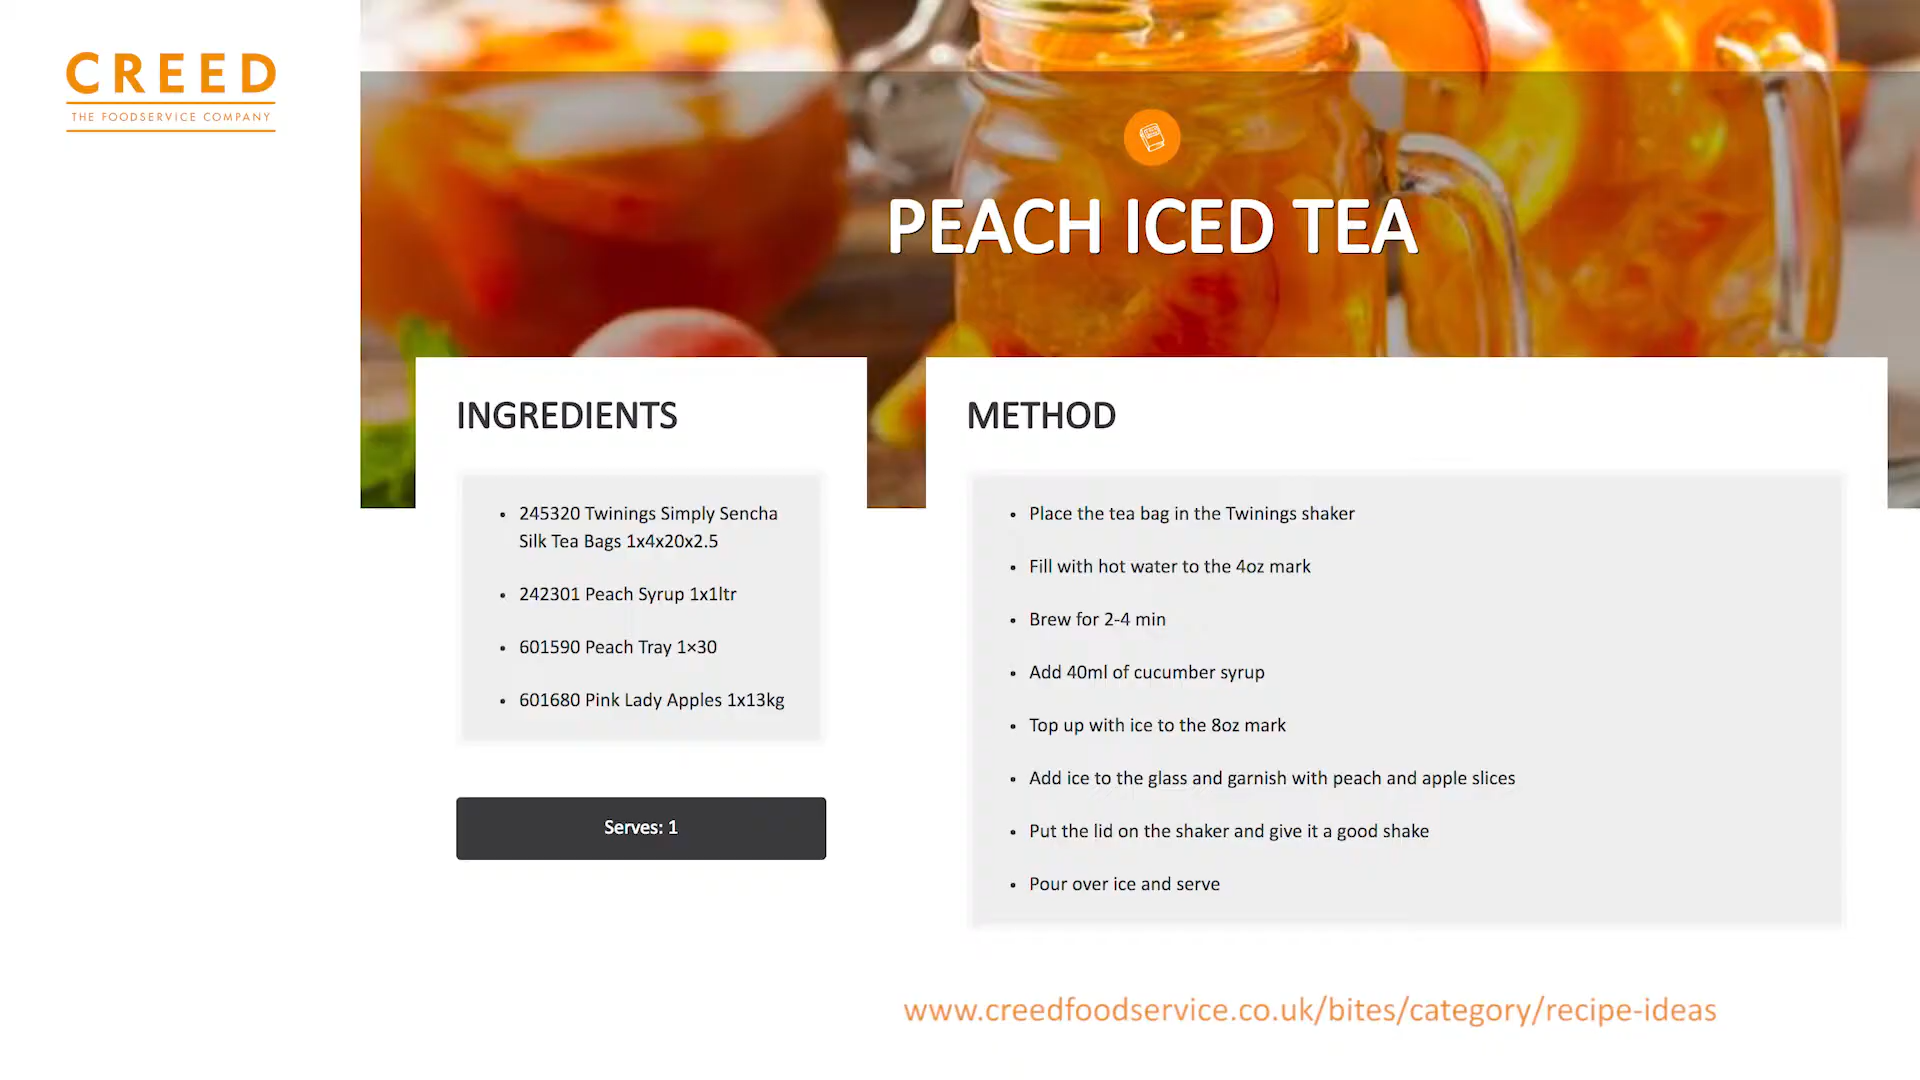 CREED
THE FOODSERVICE COMPANY
PEACH ICED TEA
INGREDIENTS
• 245320 Twinings Simply Sencha
Silk Tea Bags 1x4x20x2.5
• 242301 Peach Syrup 1x1ltr
• 601590 Peach Tray 1×30
• 601680 Pink Lady Apples 1x13kg
Serves: 1
METHOD
• Place the tea bag in the Twinings shaker
• Fill with hot water to the 4oz mark
• Brew for 2-4 min
• Add 40ml of cucumber syrup
• Top up with ice to the 8oz mark
• Add ice to the glass and garnish with peach and apple slices
• Put the lid on the shaker and give it a good shake
• Pour over ice and serve
www.creedfoodservice.co.uk/bites/category/recipe-ideas